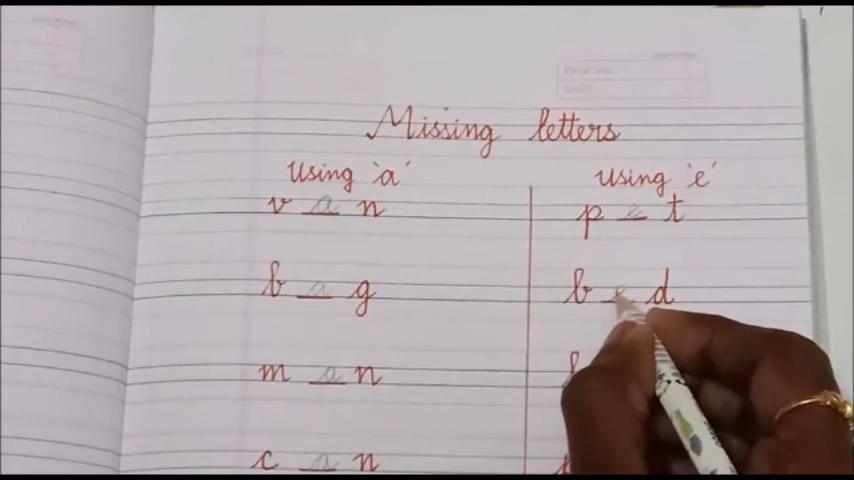 Missing letters
Using 'a'
v a n
b a g
m a n
c a n
Using 'e'
p e t
b e d